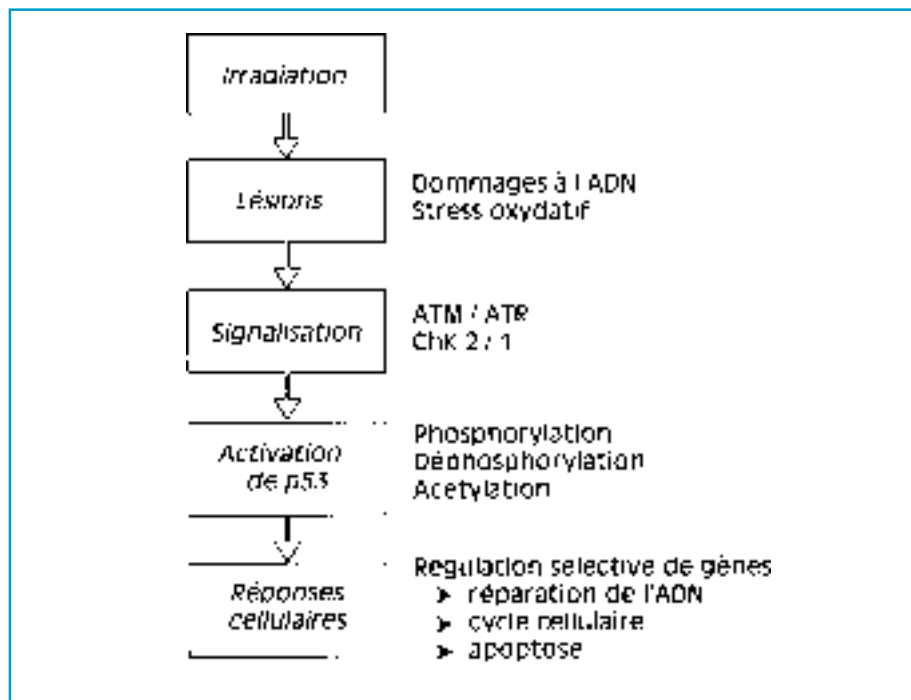 Irradiation
Lésions
Dommages à l'ADN
Stress oxydatif
Signalisation
ATM / ATR
ChK 2 / 1
Activation
de p53
Phosphorylation
Déphosphorylation
Acétylation
Réponses
cellulaires
Régulation sélective de gènes
➤ réparation de l'ADN
➤ cycle cellulaire
➤ apoptose